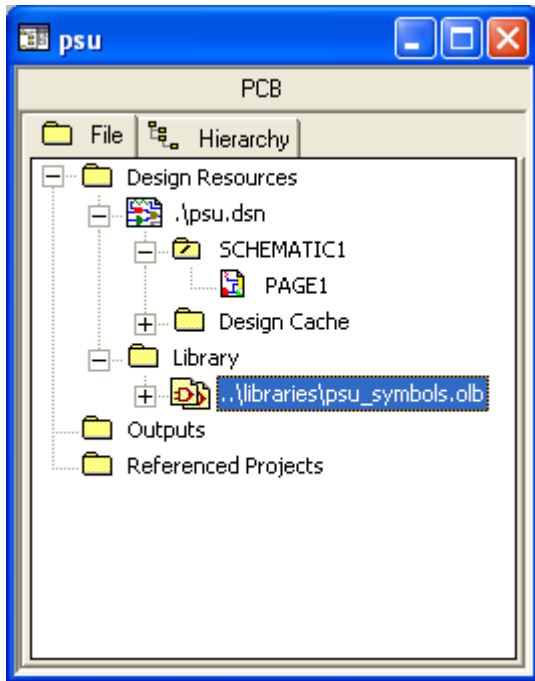 psu
PCB
File Hierarchy
Design Resources
.\psu.dsn
SCHEMATIC1
PAGE1
Design Cache
Library
..\libraries\psu_symbols.olb
Outputs
Referenced Projects